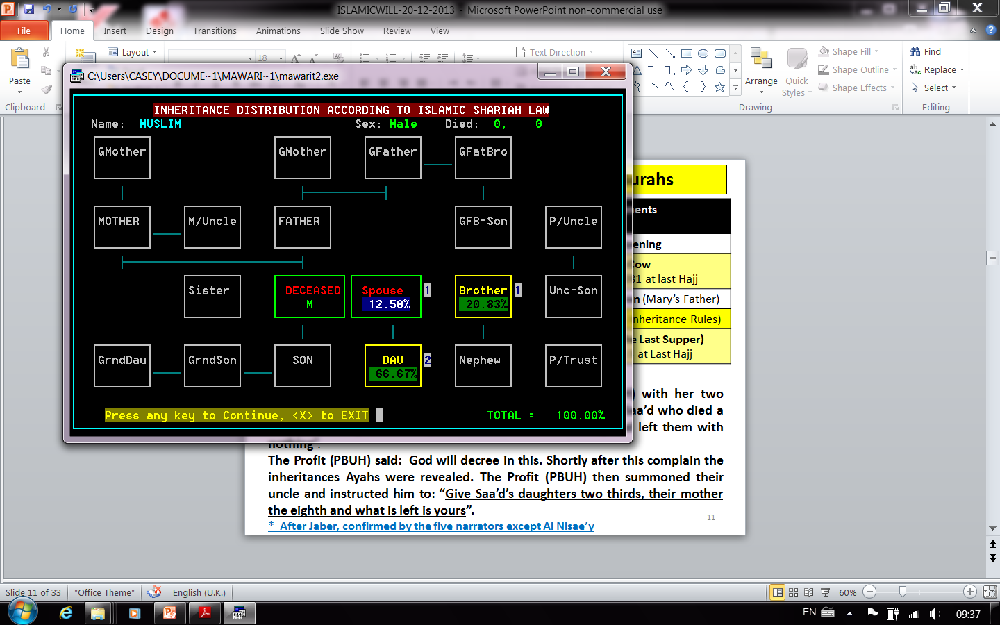 ISLAMICWILL-20-12-2013 - Microsoft PowerPoint non-commercial use
File Home Insert Design Transitions Animations Slide Show Review View
Paste
Layout
18
Text Direction
Arrange
Quick Styles
Shape Fill
Shape Outline
Shape Effects
Find
Replace
Select
Clipboard
Drawing
Editing
C:\Users\CASEY\DOCUME~1\MAWARI~1\mawarit2.exe
INHERITANCE DISTRIBUTION ACCORDING TO ISLAMIC SHARIAH LAW
Name: MUSLIM Sex: Male Died: 0, 0
GMother GMother GFather GFatBro
MOTHER M/Uncle FATHER GFB-Son P/Uncle
Sister DECEASED Spouse 1 Brother 1 Unc-Son
M 12.50% 20.83%
GrndDau GrndSon SON DAU 2 Nephew P/Trust
66.67%
Press any key to Continue, <X> to EXIT TOTAL = 100.00%
urahs
ents
ening
Cow
31 at last Hajj
n (Mary's Father)
nheritance Rules)
e Last Supper)
at Last Hajj
) with her two
aa'd who died a
left them with
nothing".
The Profit (PBUH) said: God will decree in this. Shortly after this complain the
inheritances Ayahs were revealed. The Profit (PBUH) then summoned their
uncle and instructed him to: "Give Saa'd's daughters two thirds, their mother
the eighth and what is left is yours".
* After Jaber, confirmed by the five narrators except Al Nisae'y
11
Slide 11 of 33 "Office Theme" English (U.K.) 60%
EN 09:37